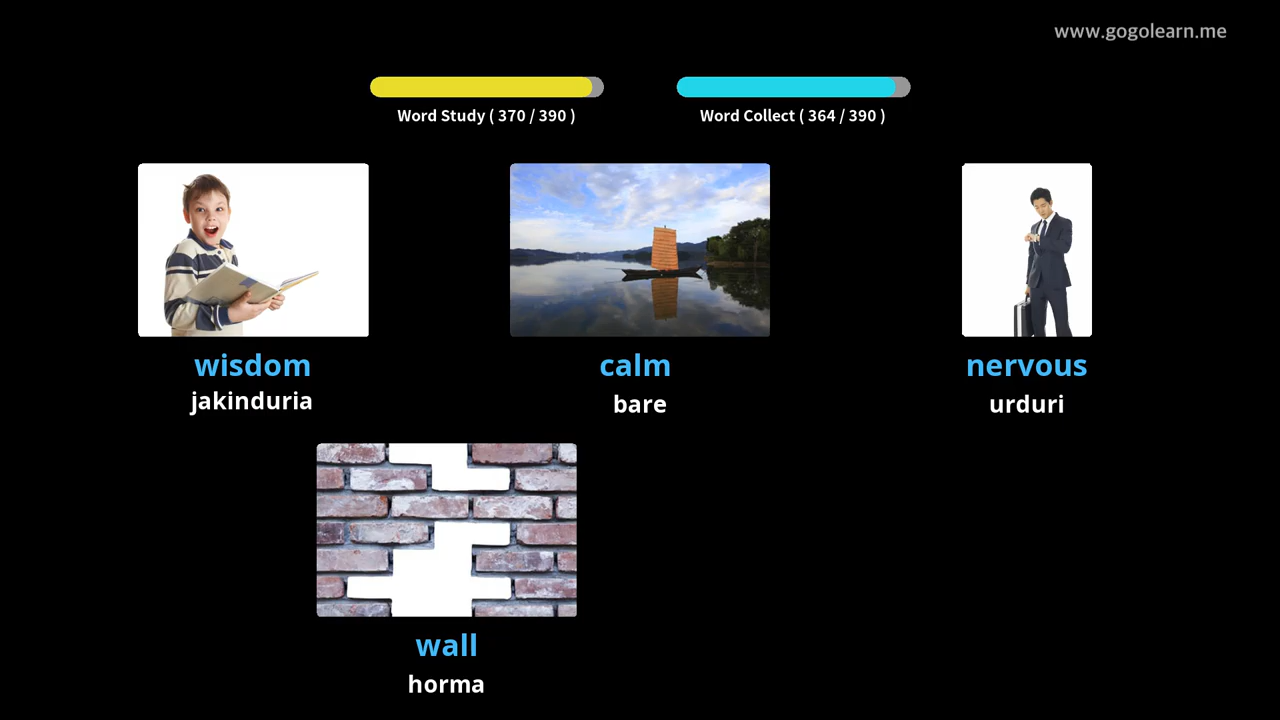 www.gogolearn.me
Word Study ( 370 / 390 )
Word Collect ( 364 / 390 )
wisdom
jakinduria
calm
bare
nervous
urduri
wall
horma